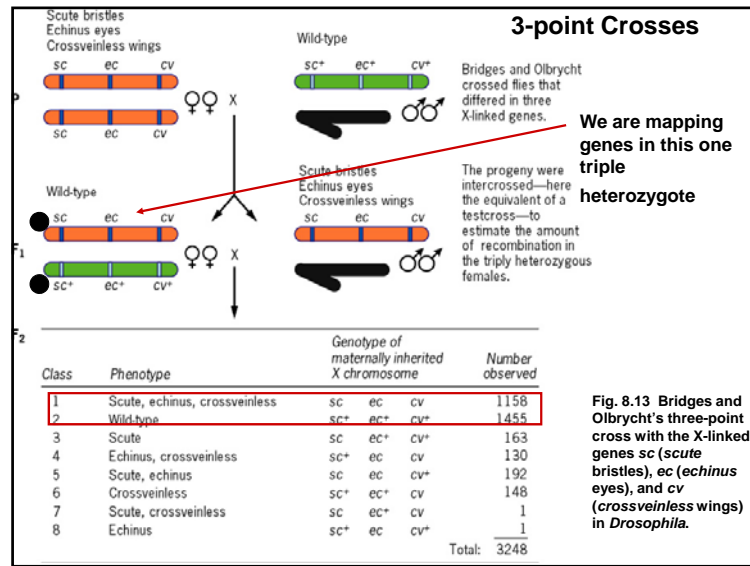 3-point Crosses
Scute bristles
Echinus eyes
Crossveinless wings
sc ec cv
P
♀♀ X
Wild-type
sc+ ec+ cv+
♂♂
Bridges and Olbrycht
crossed flies that
differed in three
X-linked genes.
We are mapping
genes in this one
triple
heterozygote
sc ec cv
Wild-type
sc ec cv
F1
♀♀ X
sc+ ec+ cv+
Scute bristles
Echinus eyes
Crossveinless wings
sc ec cv
♂♂
The progeny were
intercrossed—here
the equivalent of a
testcross—to
estimate the amount
of recombination in
the triply heterozygous
females.
F2
Class Phenotype Genotype of
maternally inherited
X chromosome Number
observed
1 Scute, echinus, crossveinless sc ec cv 1158
2 Wild-type sc+ ec+ cv+ 1455
3 Scute sc ec+ cv+ 163
4 Echinus, crossveinless sc+ ec cv 130
5 Scute, echinus sc ec cv+ 192
6 Crossveinless sc+ ec+ cv 148
7 Scute, crossveinless sc ec+ cv 1
8 Echinus sc+ ec cv+ 1
Total: 3248
Fig. 8.13 Bridges and
Olbrycht's three-point
cross with the X-linked
genes sc (scute
bristles), ec (echinus
eyes), and cv
(crossveinless wings)
in Drosophila.